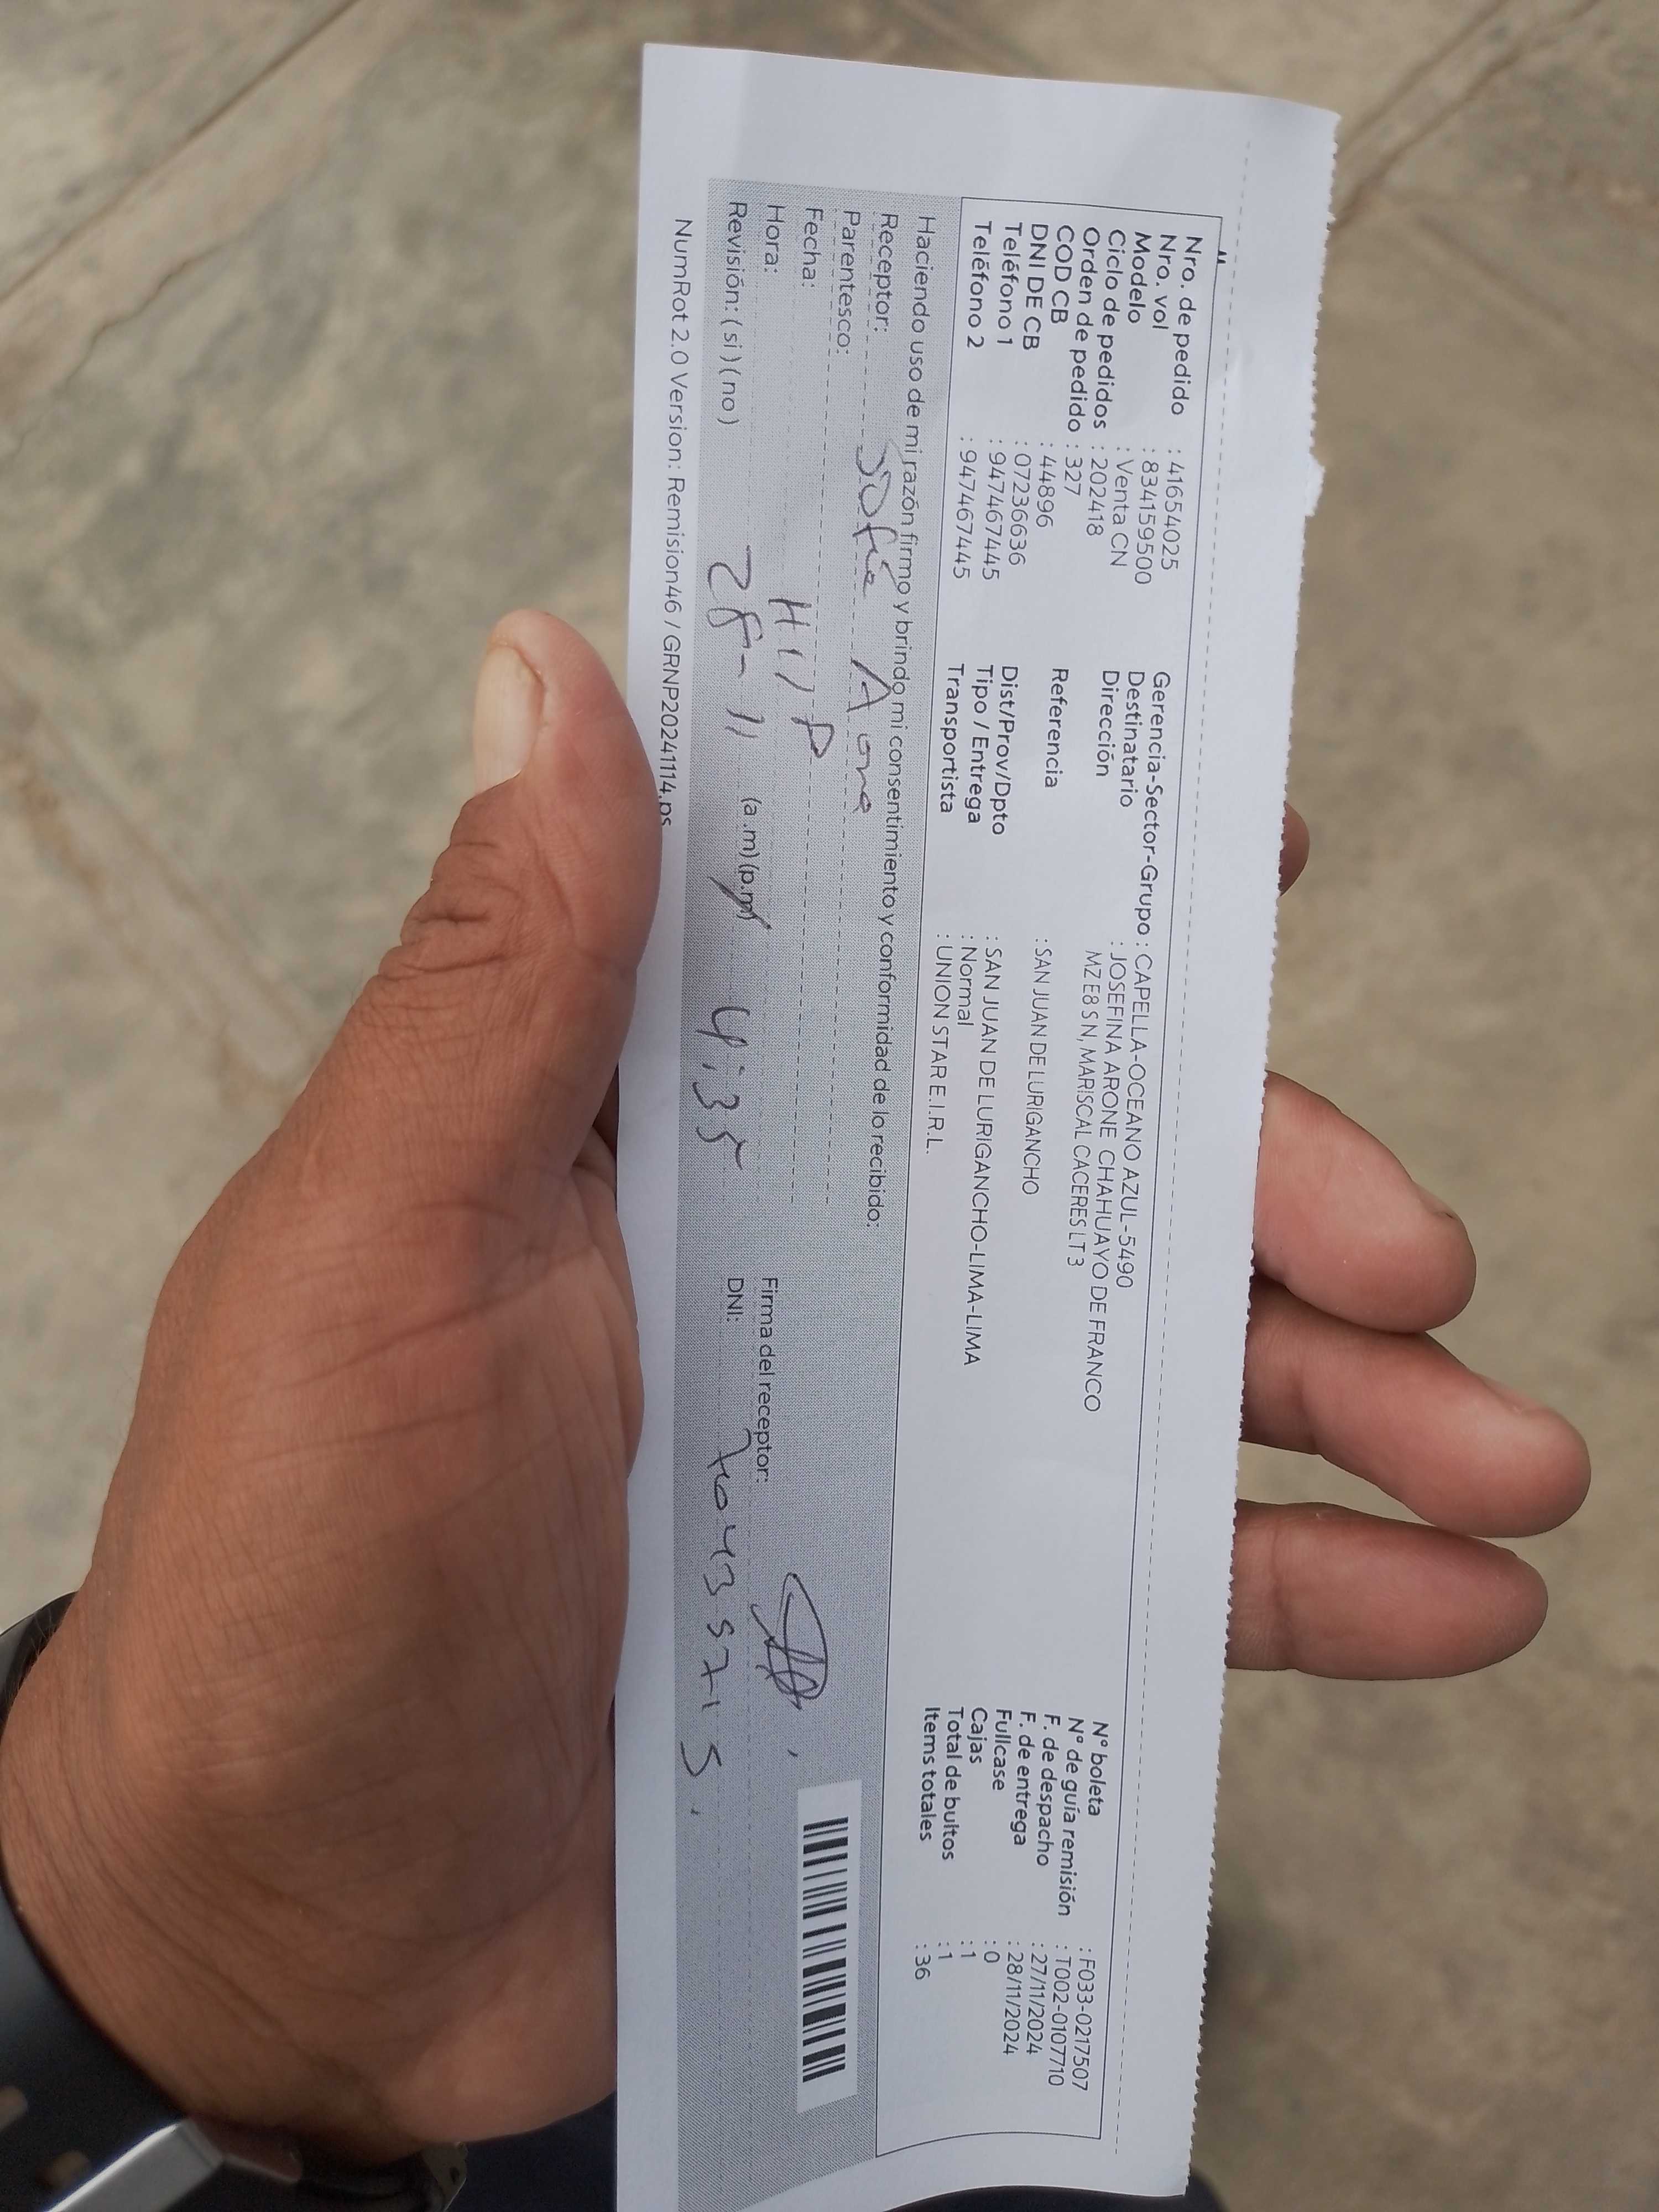 Nro. de pedido : 41654025
Nro. vol : 834159500
Modelo : Venta CN
Ciclo de pedidos : 202418
Orden de pedido : 327
COD CB : 44896
DNI DE CB : 07236636
Teléfono 1 : 947467445
Teléfono 2 : 947467445
Gerencia-Sector-Grupo : CAPELLA-OCEANO AZUL-5490
Destinatario : JOSEFINA ARONE CHAHUAYO DE FRANCO
Dirección MZ E8 S N, MARISCAL CACERES LT 3
Referencia : SAN JUAN DE LURIGANCHO
Dist/Prov/Dpto : SAN JUAN DE LURIGANCHO-LIMA-LIMA
Tipo / Entrega : Normal
Transportista : UNION STAR E.I.R.L.
N° boleta : F033-0217507
N° de guía remisión : T002-0107710
F. de despacho : 27/11/2024
F. de entrega : 28/11/2024
Fullcase : 0
Cajas : 1
Total de bultos : 1
Items totales : 36
Haciendo uso de mi razón firmo y brindo mi consentimiento y conformidad de lo recibido:
Receptor:
Parentesco:
Fecha:
Hora: 28-11 (a.m) (p.m) 4:35
Revisión: ( si ) ( no )
Firma del receptor:
DNI:
NumRot 2.0 Version: Remision46 / GRNP20241114.ps